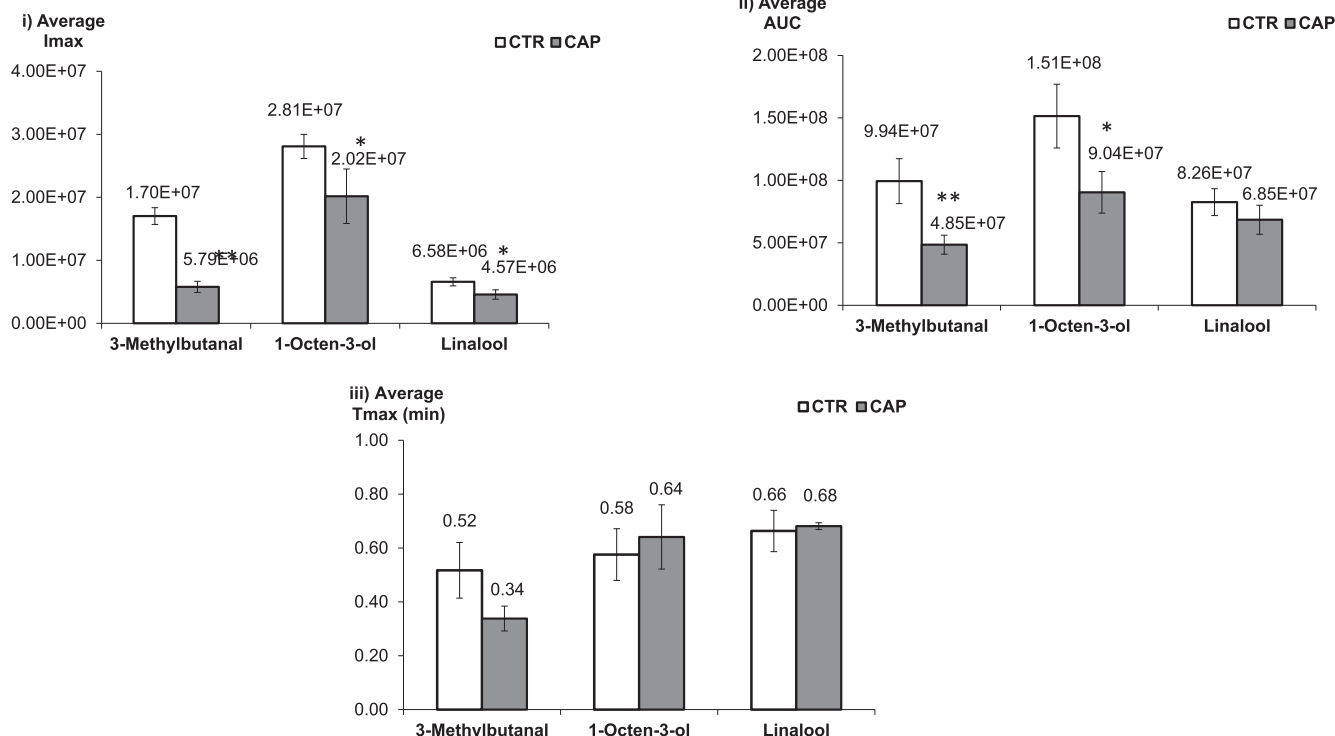 i) Average
Imax
CTR CAP
4.00E+07
3.00E+07
2.00E+07
1.00E+07
0.00E+00
1.70E+07
5.79E+06
**
2.81E+07
*
2.02E+07
6.58E+06
*
4.57E+06
3-Methylbutanal 1-Octen-3-ol Linalool
ii) Average
AUC
CTR CAP
2.00E+08
1.50E+08
1.00E+08
5.00E+07
0.00E+00
9.94E+07
**
4.85E+07
1.51E+08
*
9.04E+07
8.26E+07
6.85E+07
3-Methylbutanal 1-Octen-3-ol Linalool
iii) Average
Tmax (min)
CTR CAP
1.00
0.80
0.60
0.40
0.20
0.00
0.52
0.34
0.58
0.64
0.66
0.68
3-Methylbutanal 1-Octen-3-ol Linalool